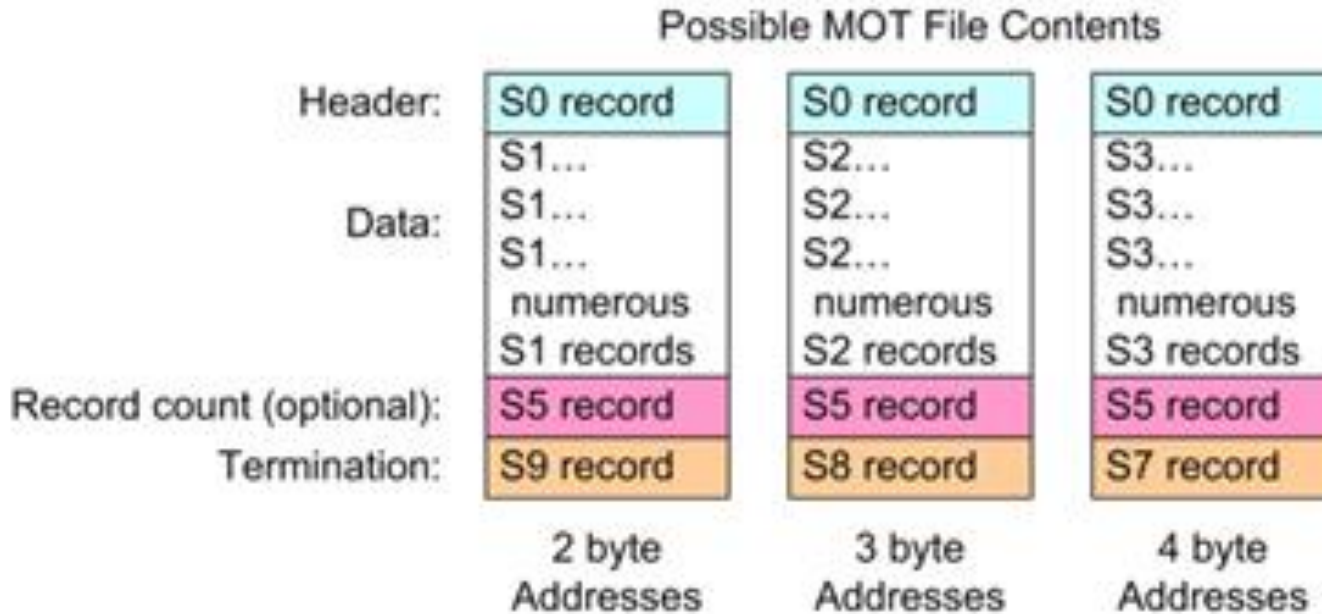 Possible MOT File Contents
Header: S0 record S0 record S0 record
S1... S2... S3...
Data: S1... S2... S3...
S1... S2... S3...
numerous numerous numerous
S1 records S2 records S3 records
Record count (optional): S5 record S5 record S5 record
Termination: S9 record S8 record S7 record
2 byte 3 byte 4 byte
Addresses Addresses Addresses